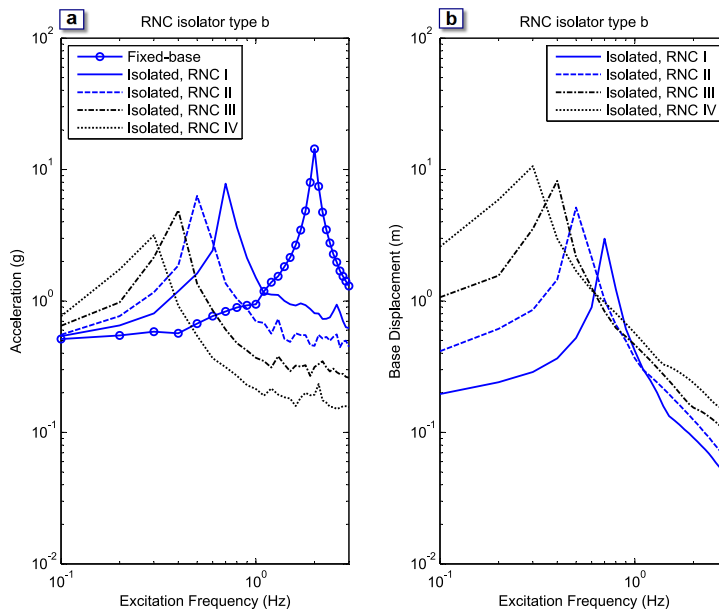 a
RNC isolator type b
10^2
10^1
10^0
10^-1
10^-2
Acceleration (g)
Fixed-base
Isolated, RNC I
Isolated, RNC II
Isolated, RNC III
Isolated, RNC IV
10^-1
10^0
Excitation Frequency (Hz)
b
RNC isolator type b
10^2
10^1
10^0
10^-1
10^-2
Base Displacement (m)
Isolated, RNC I
Isolated, RNC II
Isolated, RNC III
Isolated, RNC IV
10^-1
10^0
Excitation Frequency (Hz)